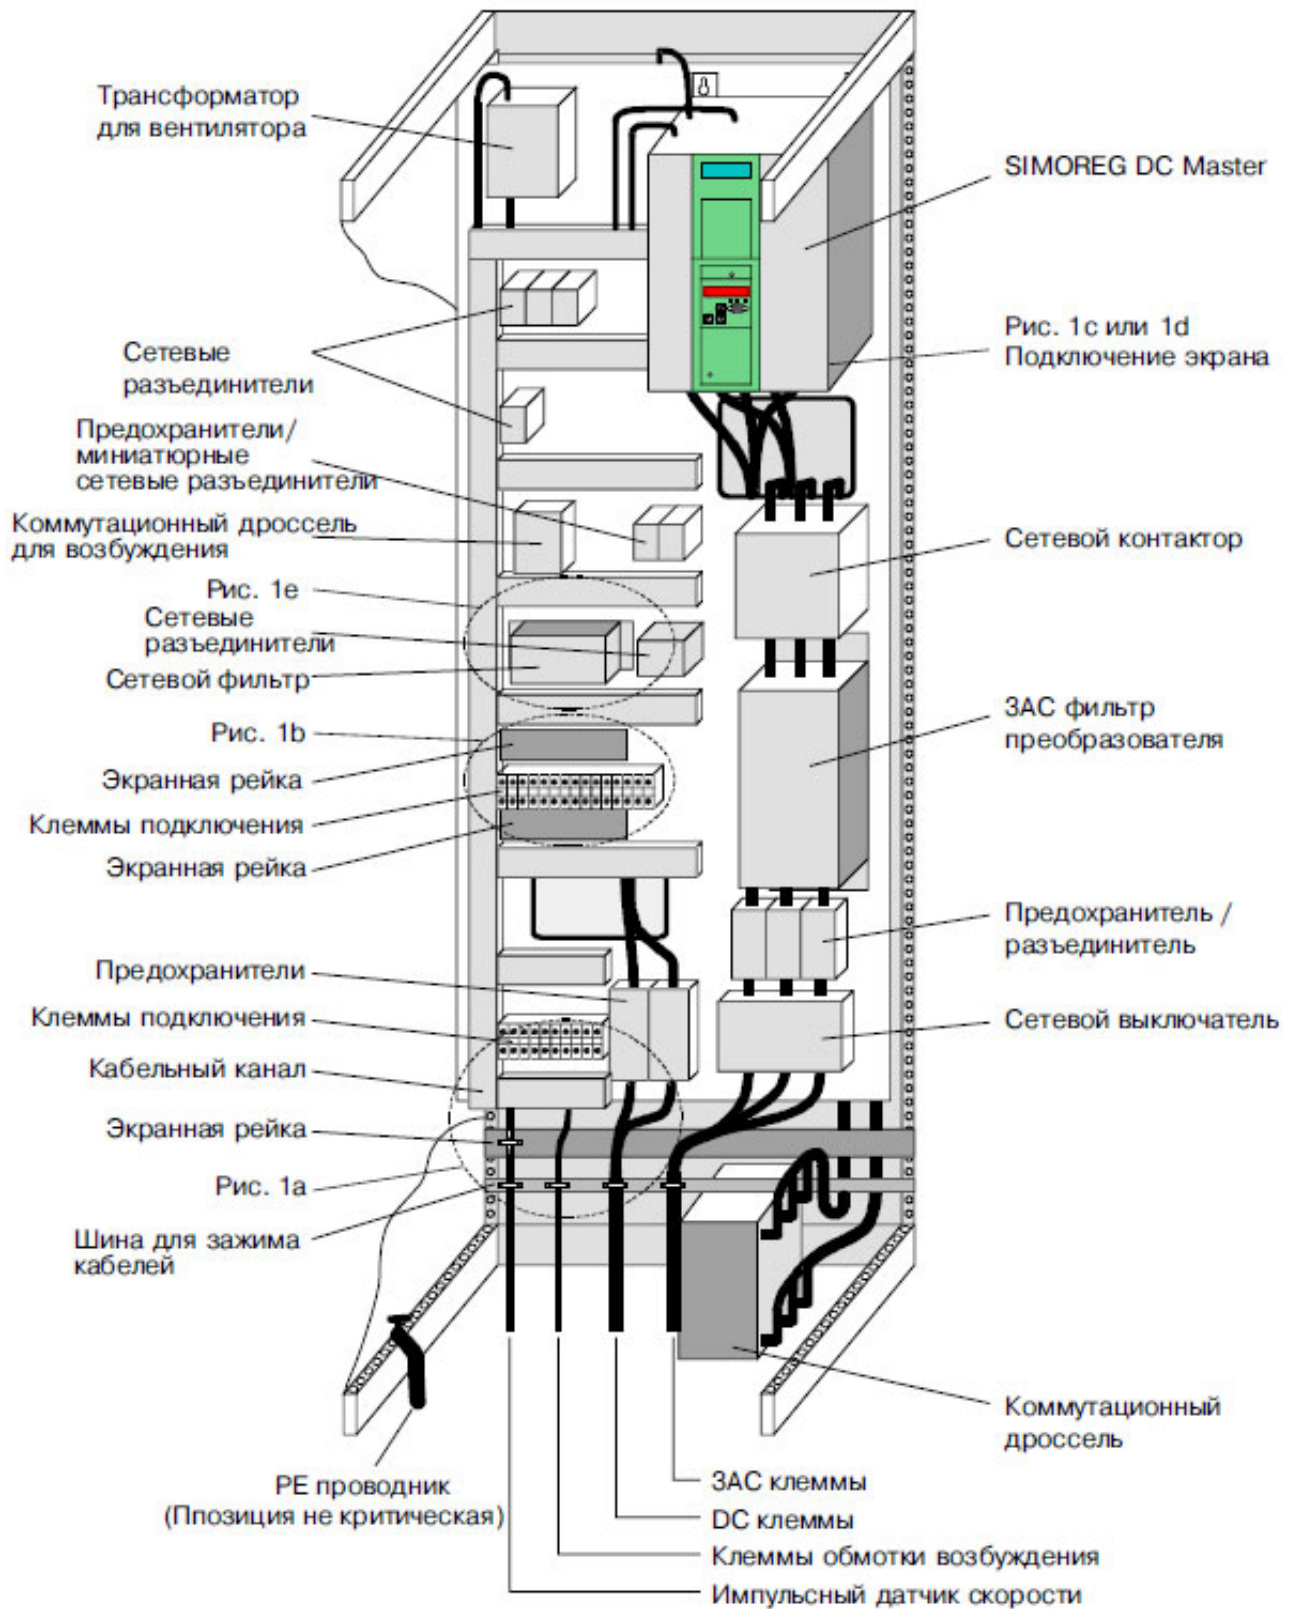 Трансформатор
для вентилятора
Сетевые
разъединители
Предохранители/
миниатюрные
сетевые разъединители
Коммутационный дроссель
для возбуждения
Рис. 1e
Сетевые
разъединители
Сетевой фильтр
Рис. 1b
Экранная рейка
Клеммы подключения
Экранная рейка
Предохранители
Клеммы подключения
Кабельный канал
Экранная рейка
Рис. 1a
Шина для зажима
кабелей
PE проводник
(Ппозиция не критическая)
SIMOREG DC Master
Рис. 1c или 1d
Подключение экрана
Сетевой контактор
3AC фильтр
преобразователя
Предохранитель /
разъединитель
Сетевой выключатель
Коммутационный
дроссель
3AC клеммы
DC клеммы
Клеммы обмотки возбуждения
Импульсный датчик скорости